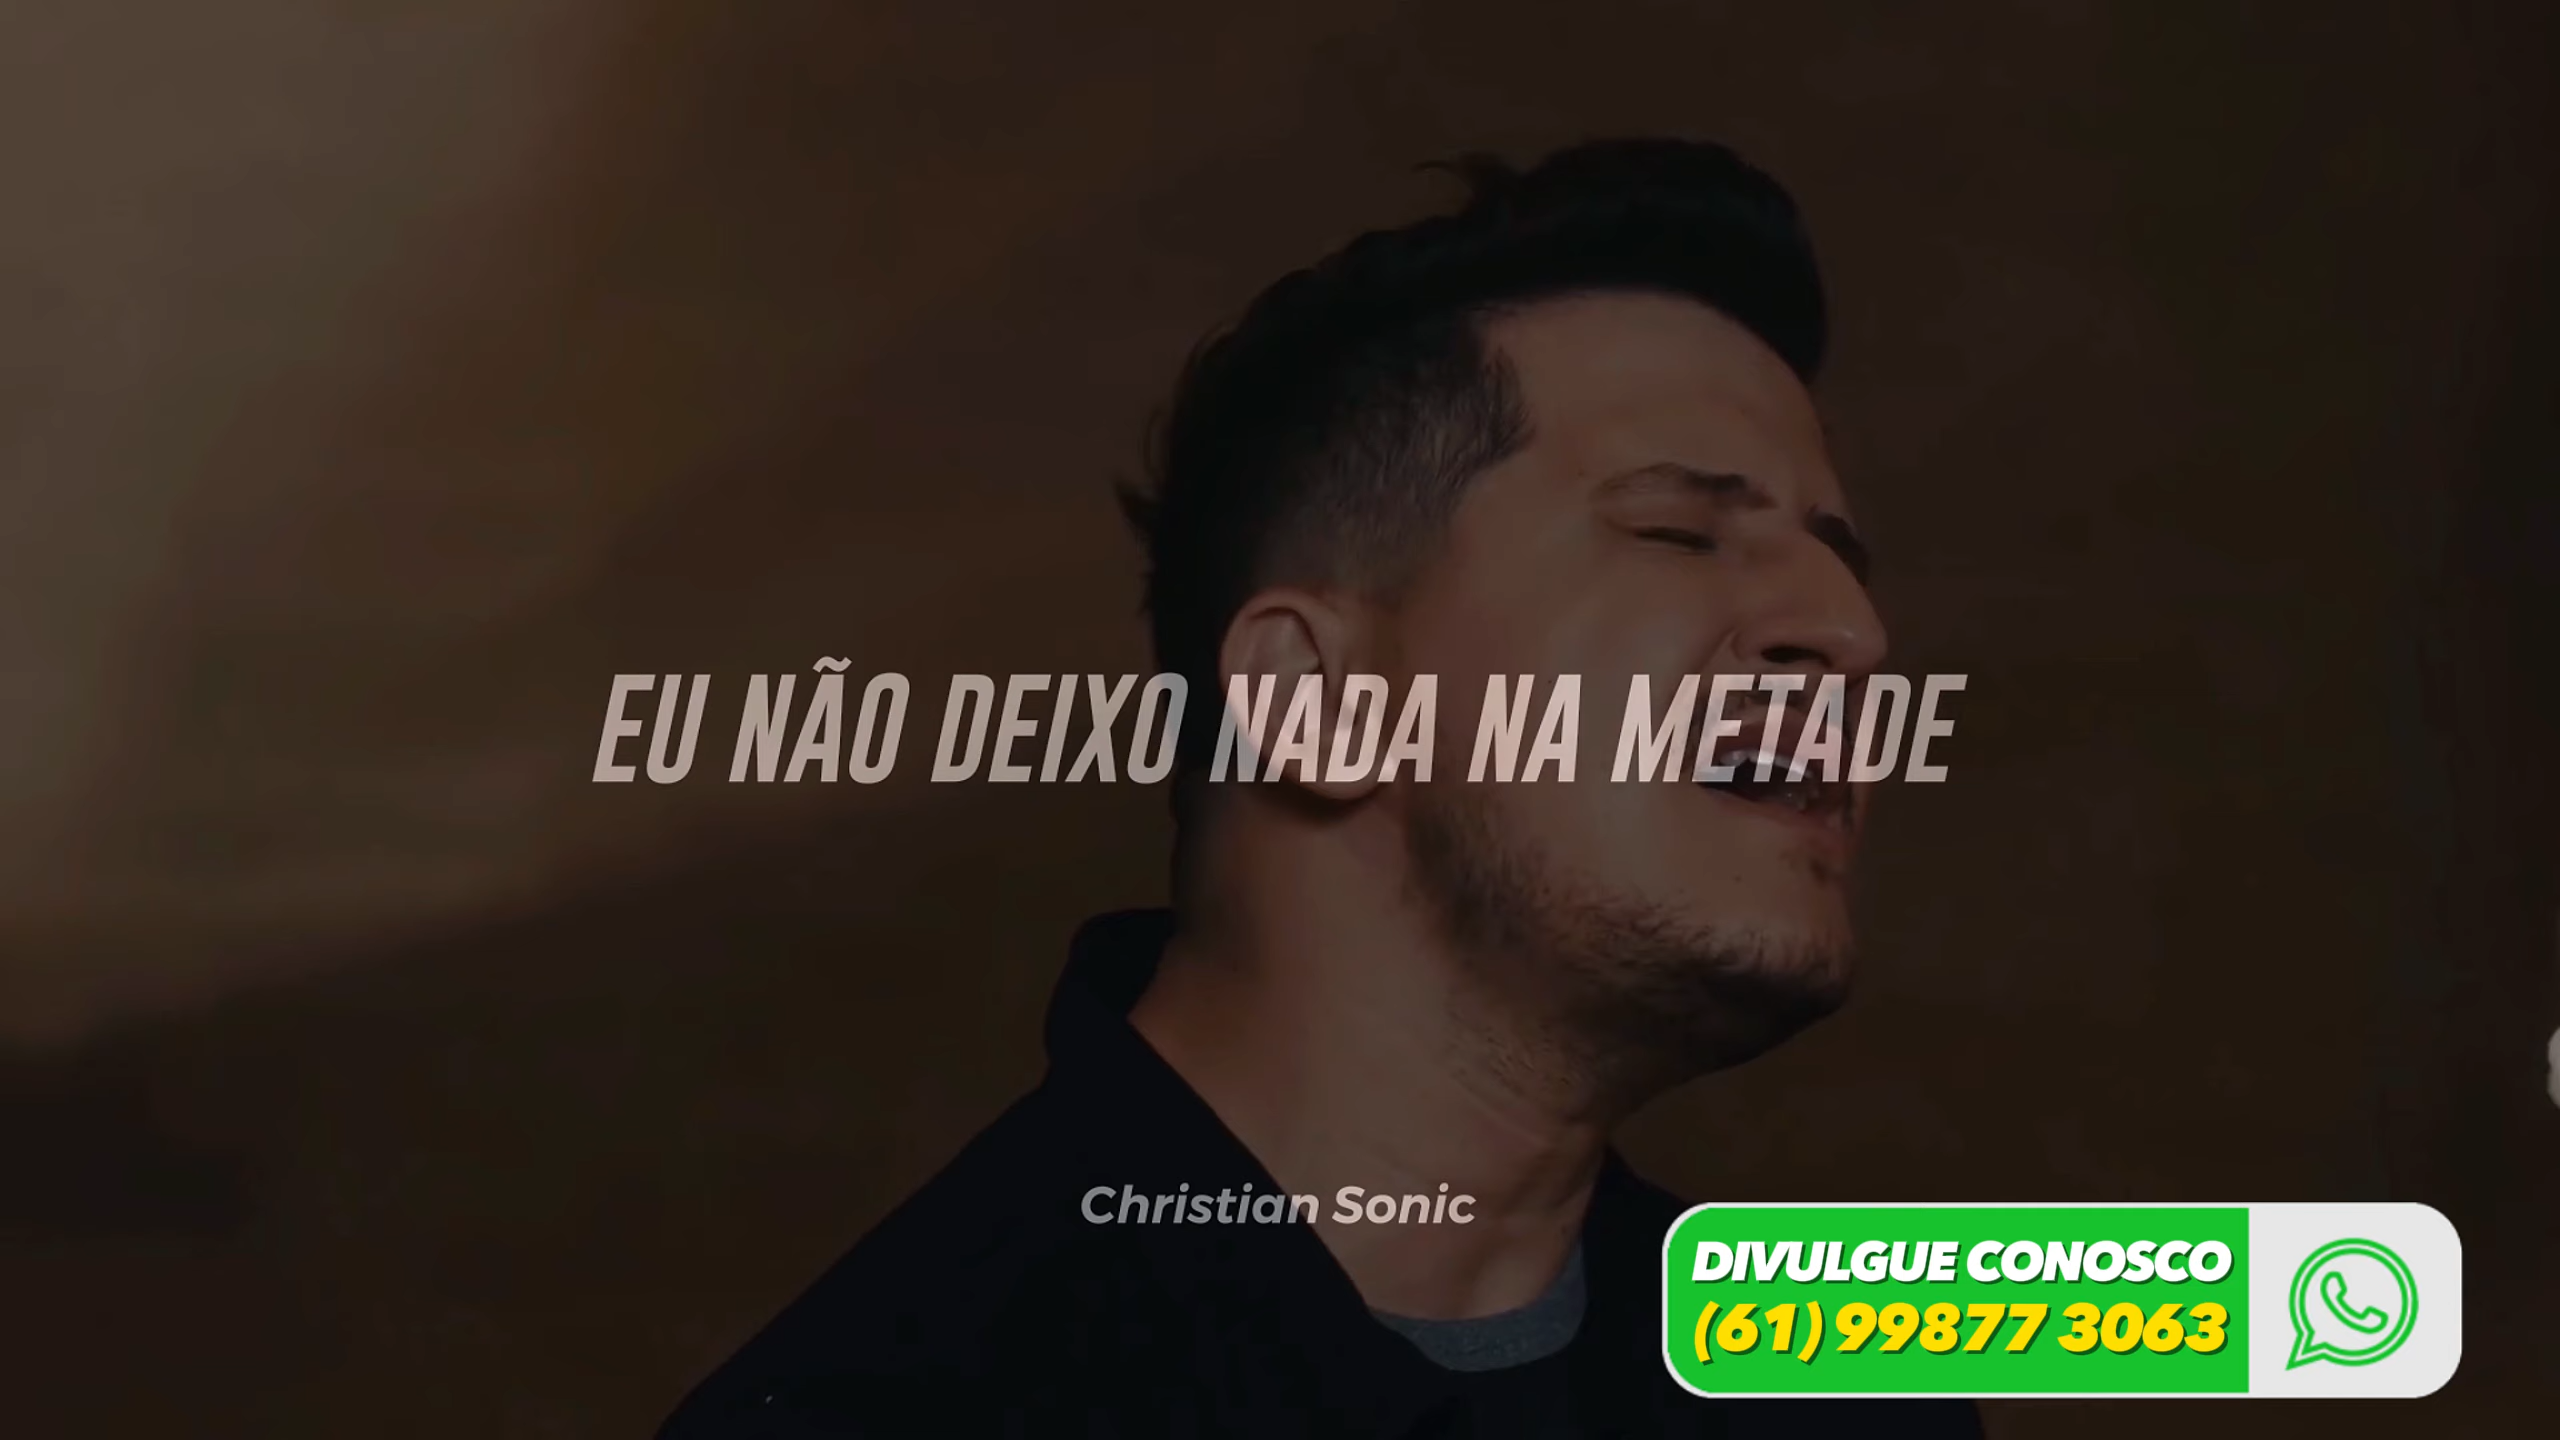 EU NÃO DEIXO NADA NA METADE
Christian Sonic
DIVULGUE CONOSCO
(61) 99877 3063